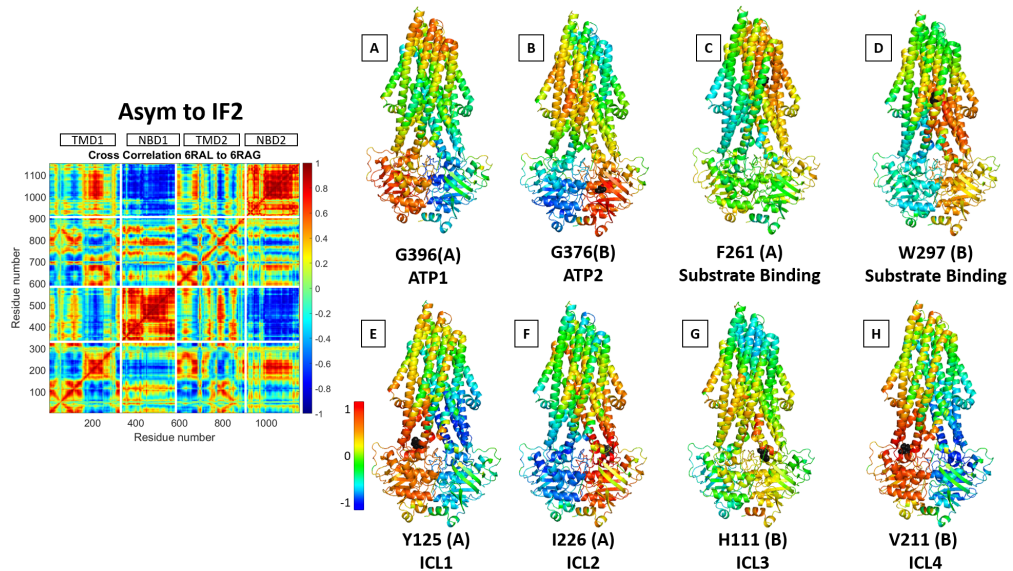 Asym to IF2
TMD1 NBD1 TMD2 NBD2
Cross Correlation 6RAL to 6RAG
Residue number
1100
1000
900
800
700
600
500
400
300
200
100
200 400 600 800 1000
Residue number
1
0.8
0.6
0.4
0.2
0
-0.2
-0.4
-0.6
-0.8
-1
A
G396(A)
ATP1
B
G376(B)
ATP2
C
F261 (A)
Substrate Binding
D
W297 (B)
Substrate Binding
1
0
-1
E
Y125 (A)
ICL1
F
I226 (A)
ICL2
G
H111 (B)
ICL3
H
V211 (B)
ICL4